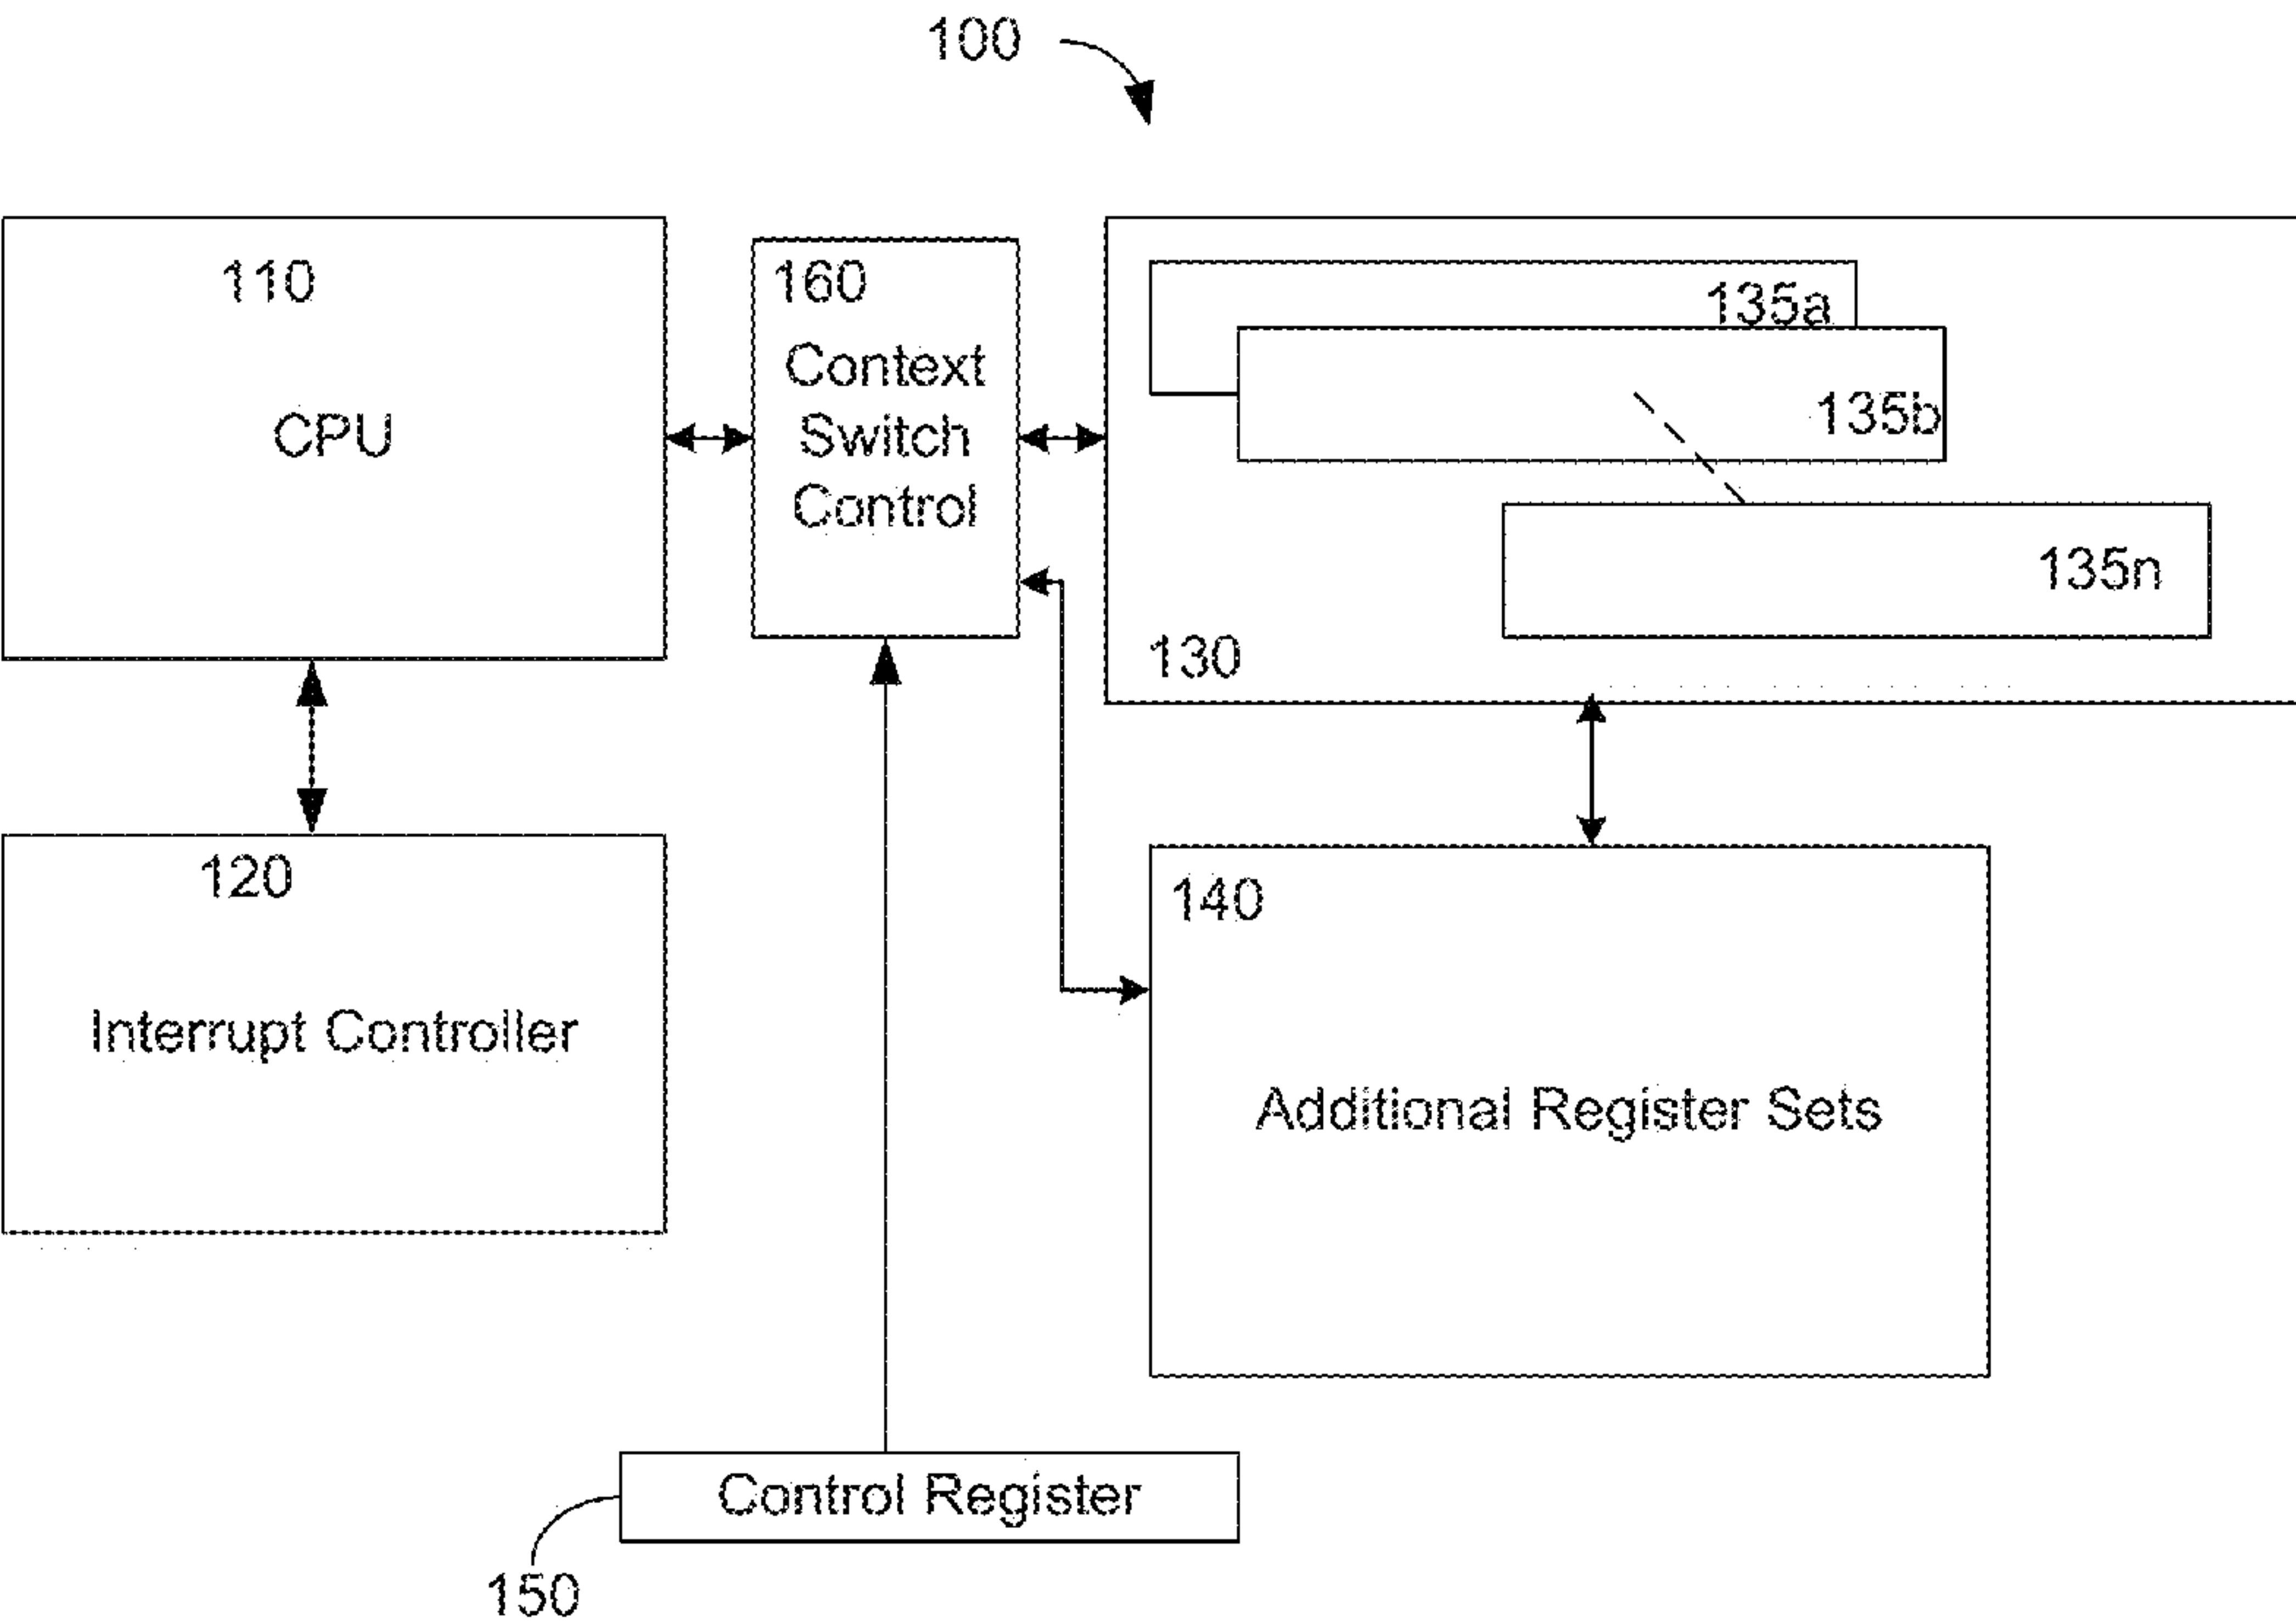 100
110
CPU
160
Context
Switch
Control
135a
135b
135n
130
120
Interrupt Controller
140
Additional Register Sets
Control Register
150